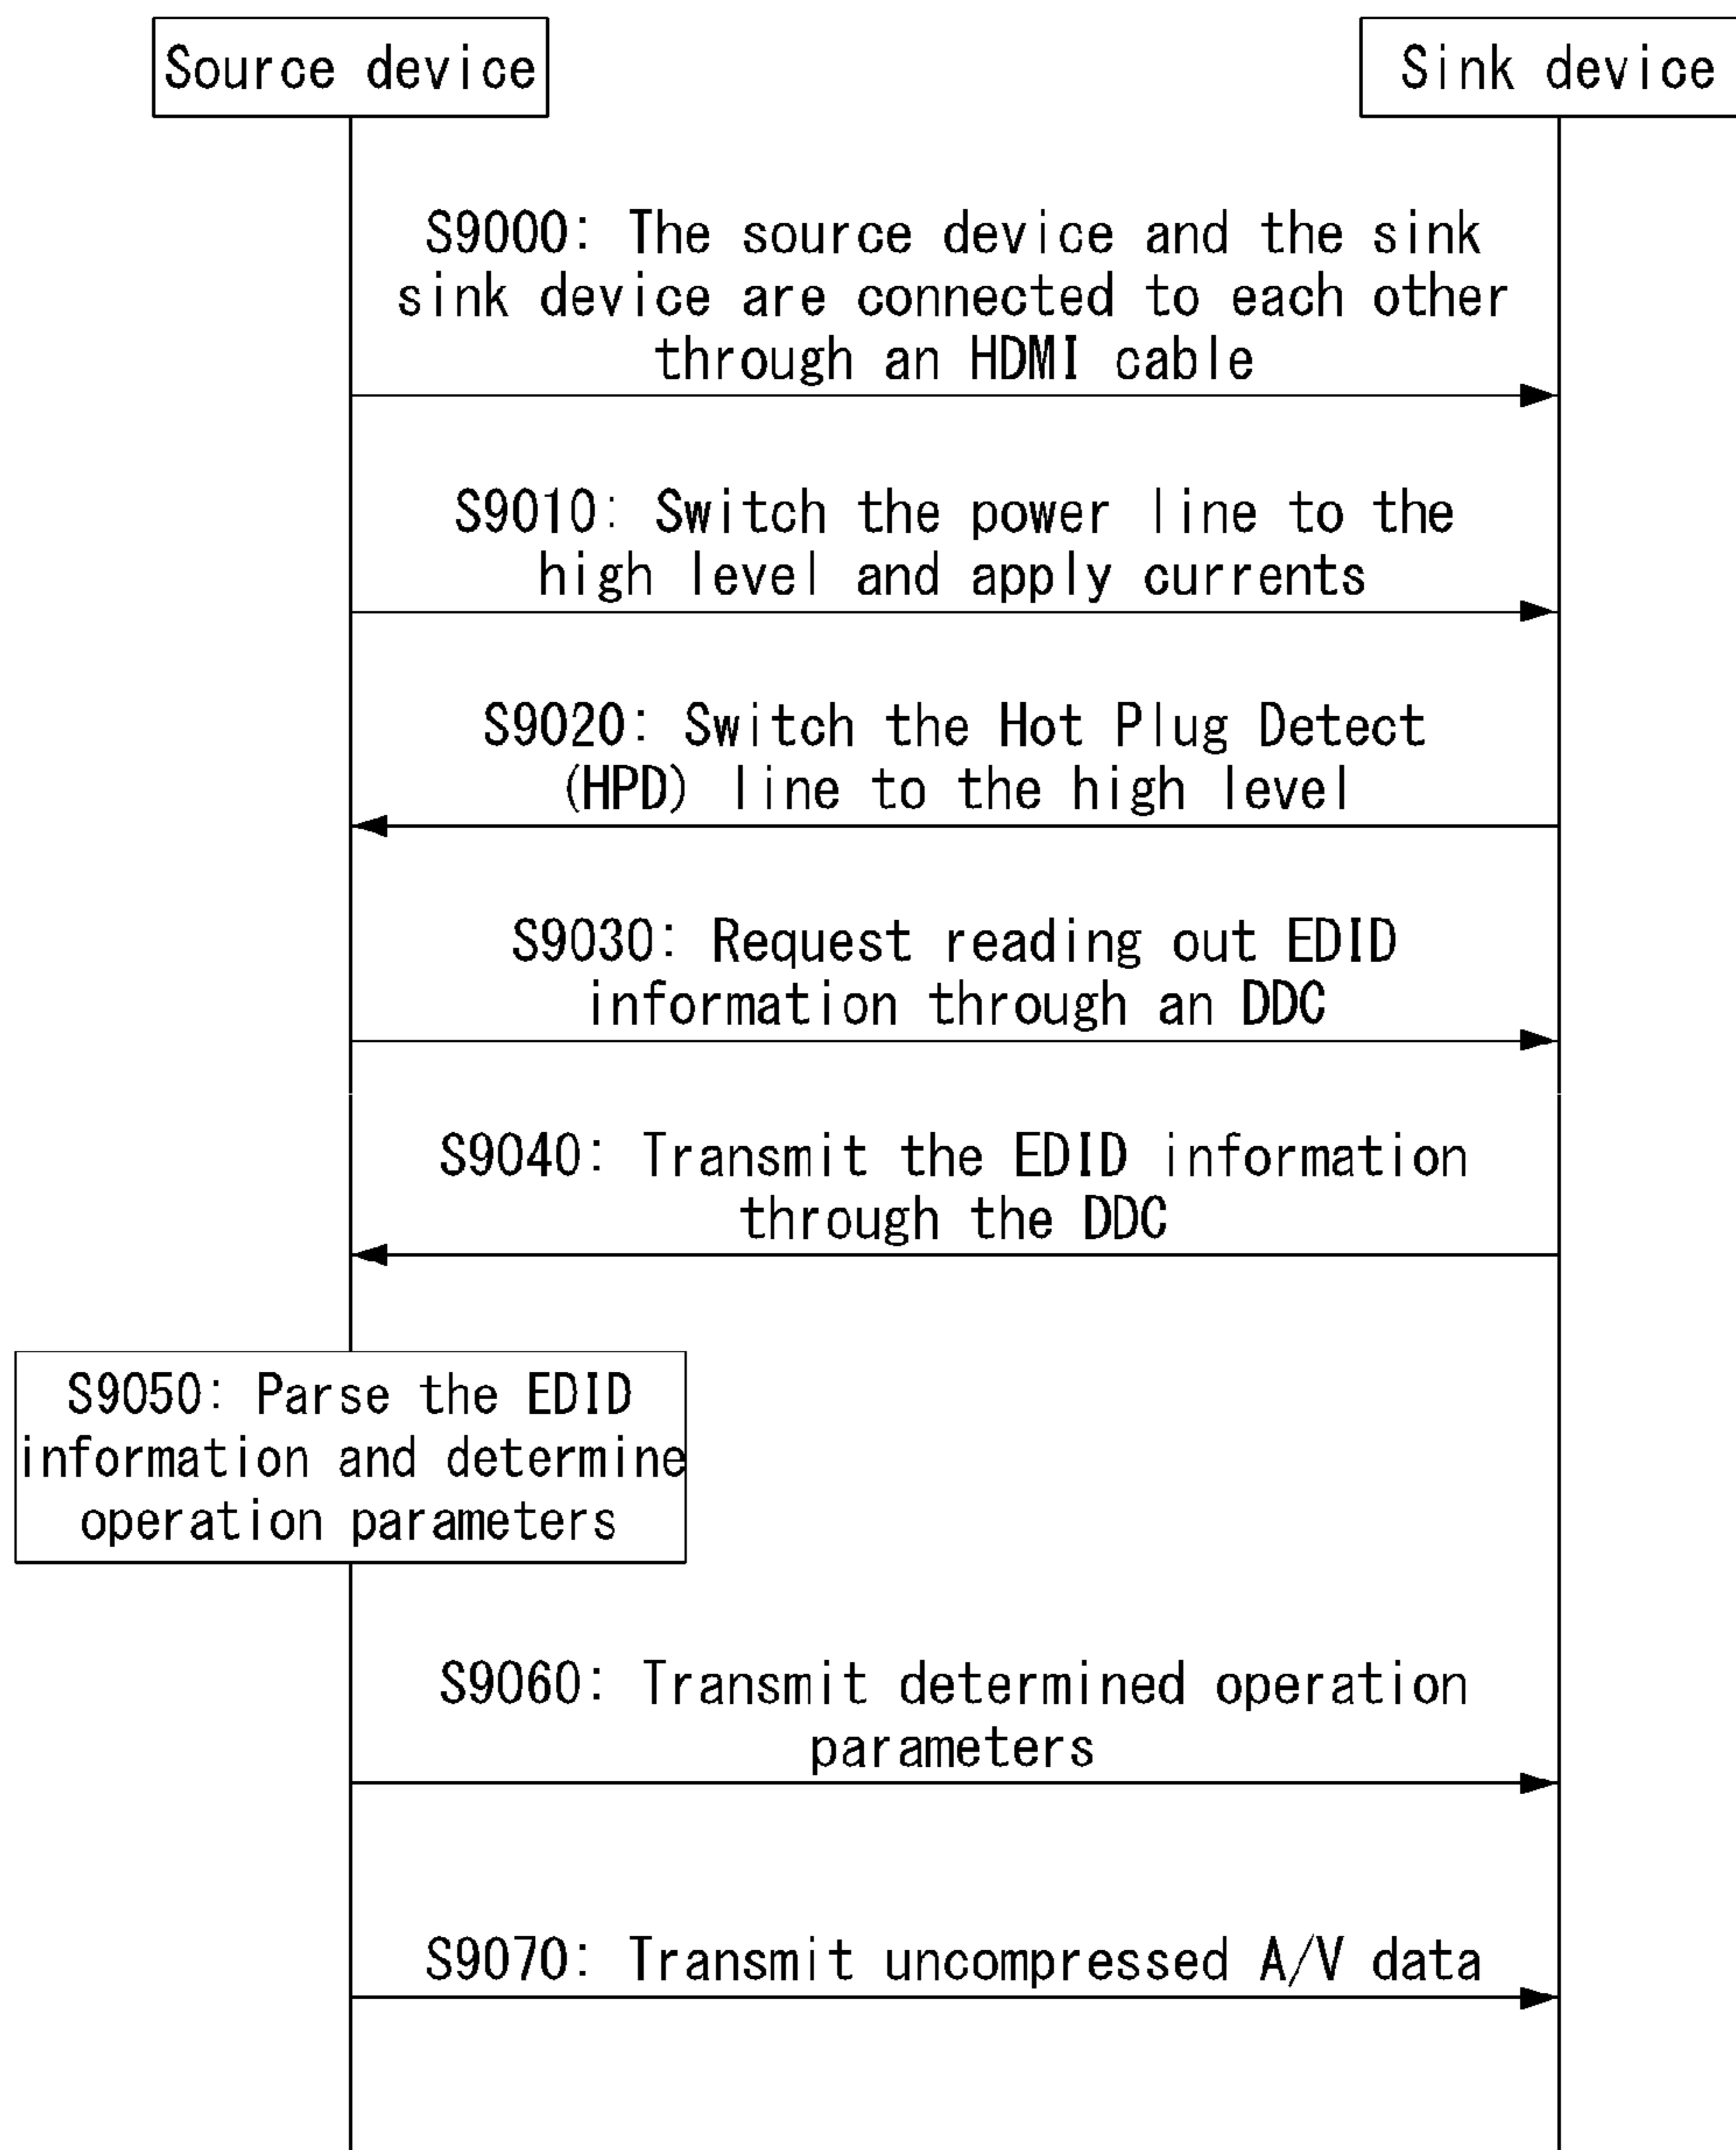 Source device
Sink device
S9000: The source device and the sink
sink device are connected to each other
through an HDMI cable
S9010: Switch the power line to the
high level and apply currents
S9020: Switch the Hot Plug Detect
(HPD) line to the high level
S9030: Request reading out EDID
information through an DDC
S9040: Transmit the EDID information
through the DDC
S9050: Parse the EDID
information and determine
operation parameters
S9060: Transmit determined operation
parameters
S9070: Transmit uncompressed A/V data